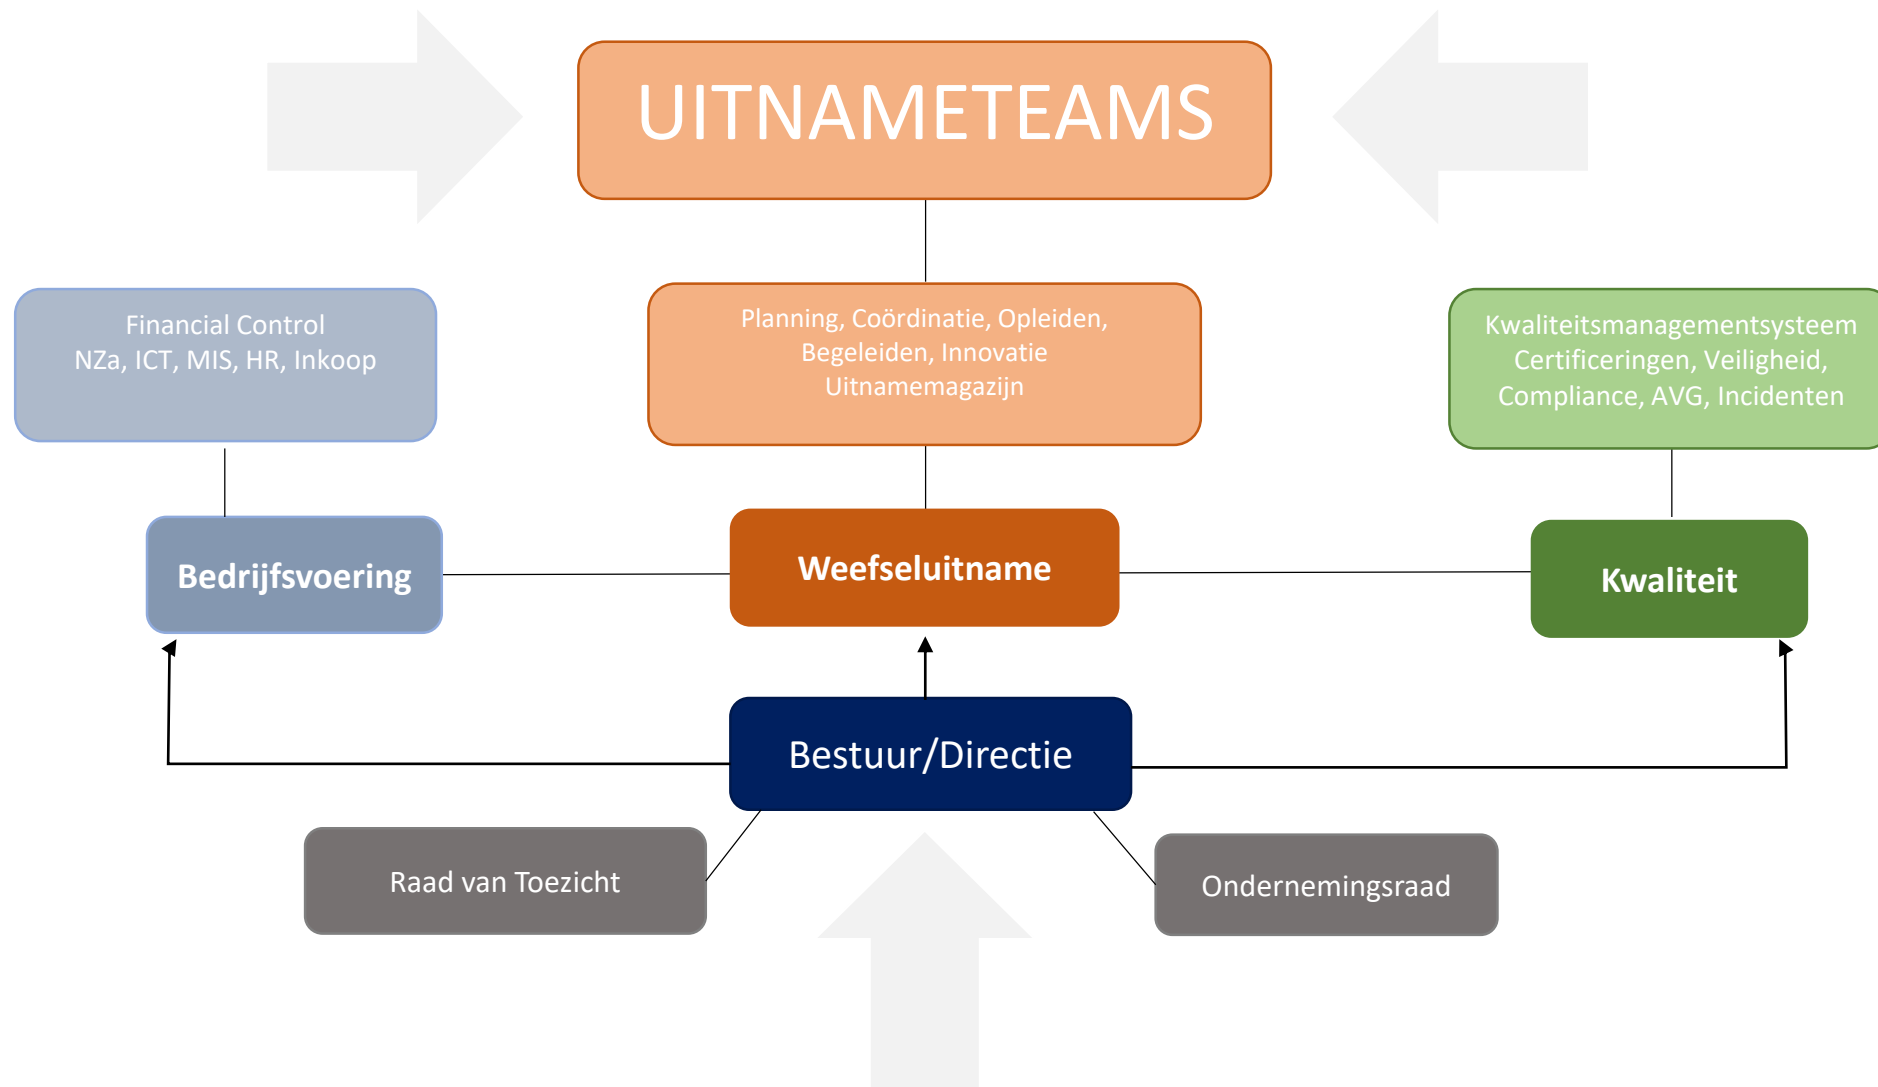 UITNAMETEAMS
Financial Control
NZa, ICT, MIS, HR, Inkoop
Planning, Coördinatie, Opleiden,
Begeleiden, Innovatie
Uitnamemagazijn
Kwaliteitsmanagementsysteem
Certificeringen, Veiligheid,
Compliance, AVG, Incidenten
Bedrijfsvoering
Weefseluitname
Kwaliteit
Bestuur/Directie
Raad van Toezicht
Ondernemingsraad